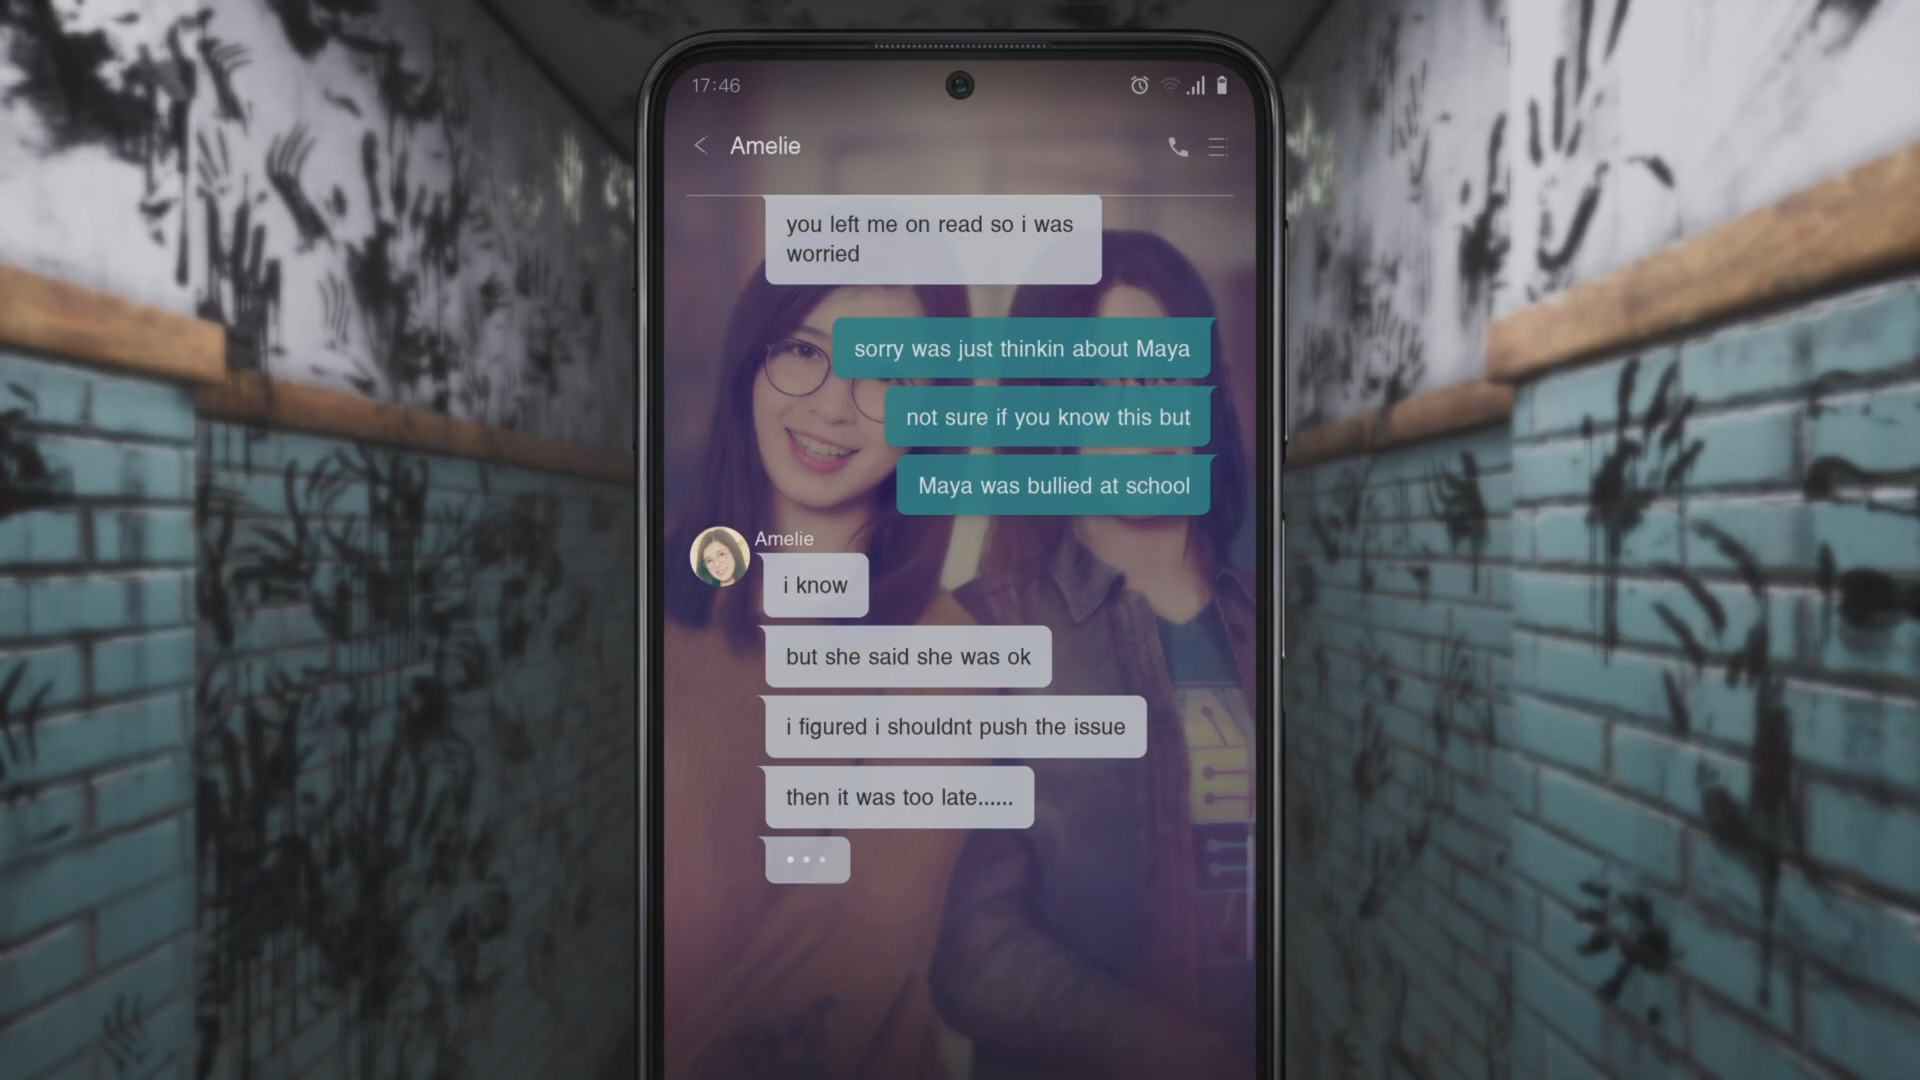 17:46
Amelie
you left me on read so i was
worried
sorry was just thinkin about Maya
not sure if you know this but
Maya was bullied at school
Amelie
i know
but she said she was ok
i figured i shouldnt push the issue
then it was too late......